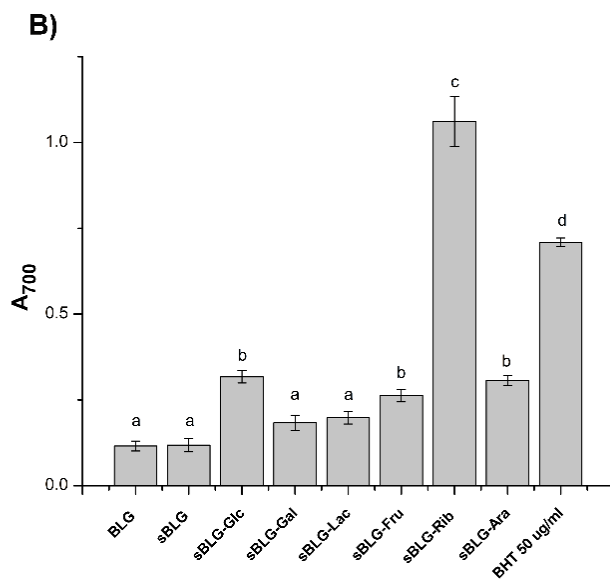 B)
c
1.0
d
A700
0.5
b
b
b
a
a
a
a
0.0
BLG
sBLG
sBLG-Glc
sBLG-Gal
sBLG-Lac
sBLG-Fru
sBLG-Rib
sBLG-Ara
BHT 50 ug/ml